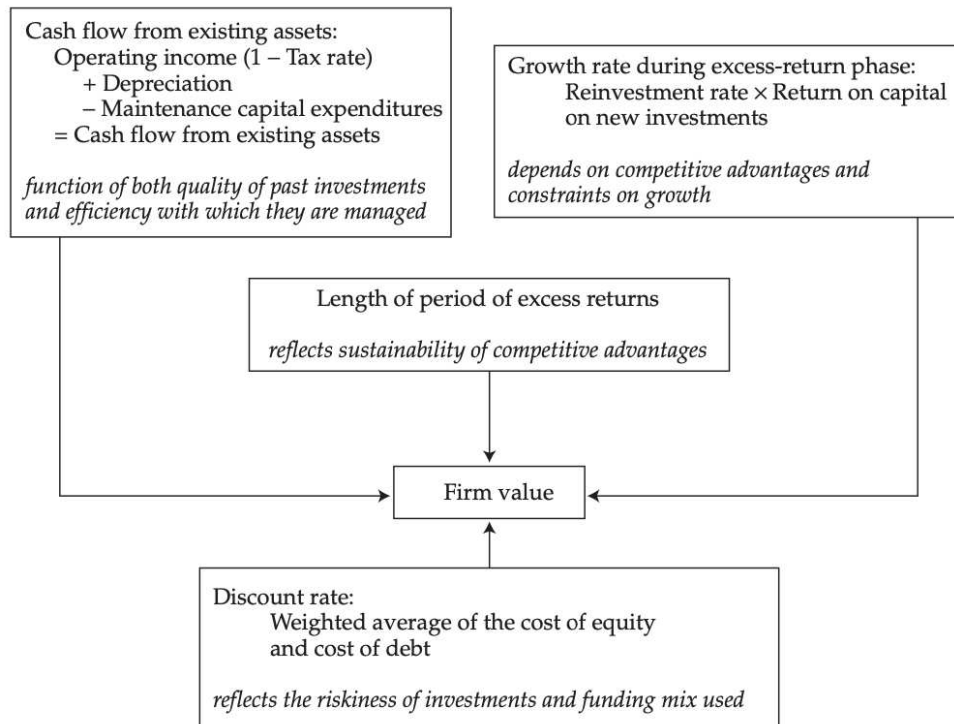 Cash flow from existing assets:
Operating income (1 – Tax rate)
+ Depreciation
– Maintenance capital expenditures
= Cash flow from existing assets
function of both quality of past investments
and efficiency with which they are managed
Growth rate during excess-return phase:
Reinvestment rate × Return on capital
on new investments
depends on competitive advantages and
constraints on growth
Length of period of excess returns
reflects sustainability of competitive advantages
Firm value
Discount rate:
Weighted average of the cost of equity
and cost of debt
reflects the riskiness of investments and funding mix used